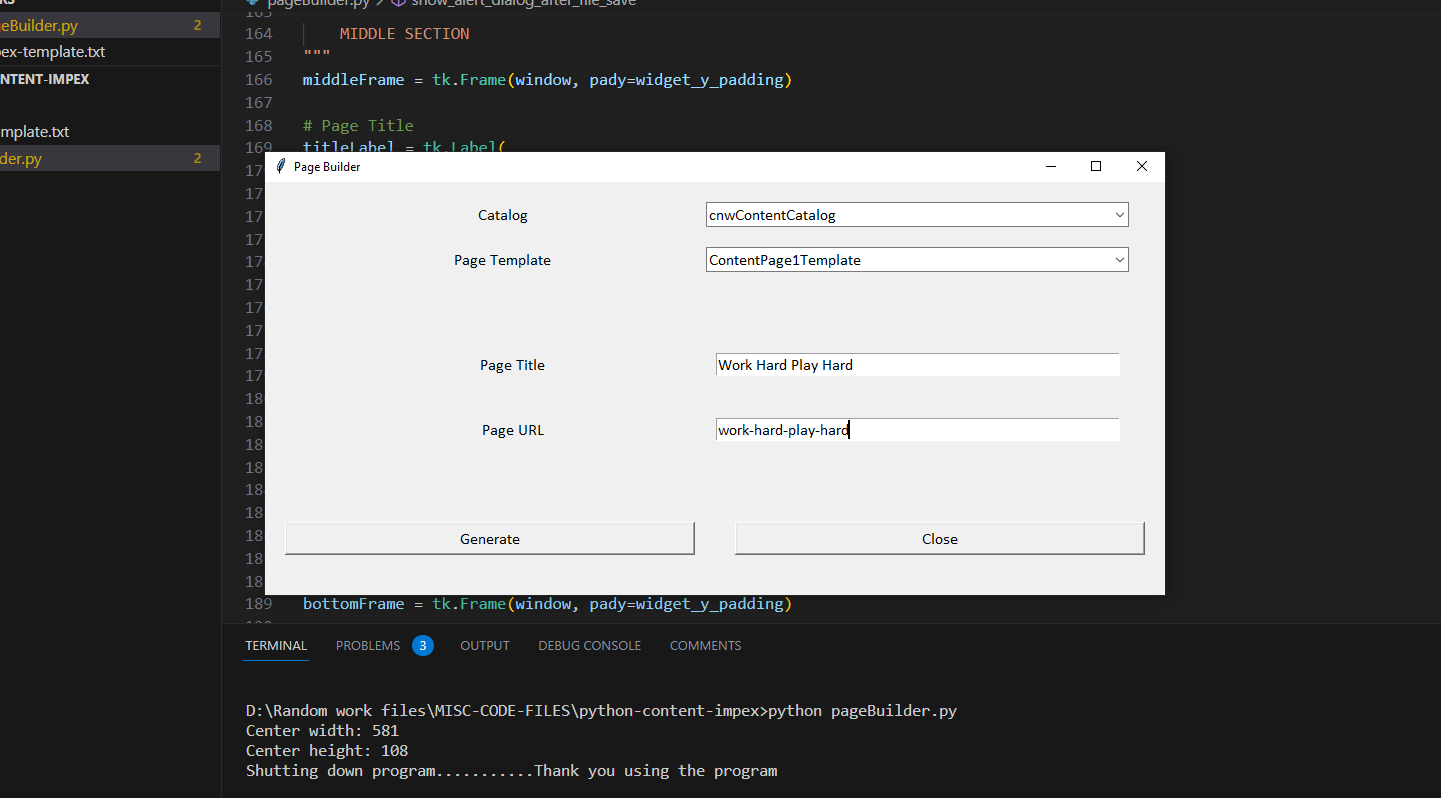 pageBuilder.py > show_alert_dialog_after_file_save
geBuilder.py 2
pex-template.txt
NTENT-IMPEX
mplate.txt
der.py 2
164 MIDDLE SECTION
165 """
166 middleFrame = tk.Frame(window, pady=widget_y_padding)
167
168 # Page Title
169 titleLabel = tk.Label(
Page Builder
Catalog cnwContentCatalog
Page Template ContentPage1Template
Page Title Work Hard Play Hard
Page URL work-hard-play-hard
Generate Close
17
17
17
17
17
17
17
17
17
17
18
18
18
18
18
18
18
18
18
189 bottomFrame = tk.Frame(window, pady=widget_y_padding)
TERMINAL PROBLEMS 3 OUTPUT DEBUG CONSOLE COMMENTS
D:\Random work files\MISC-CODE-FILES\python-content-impex>python pageBuilder.py
Center width: 581
Center height: 108
Shutting down program...........Thank you using the program